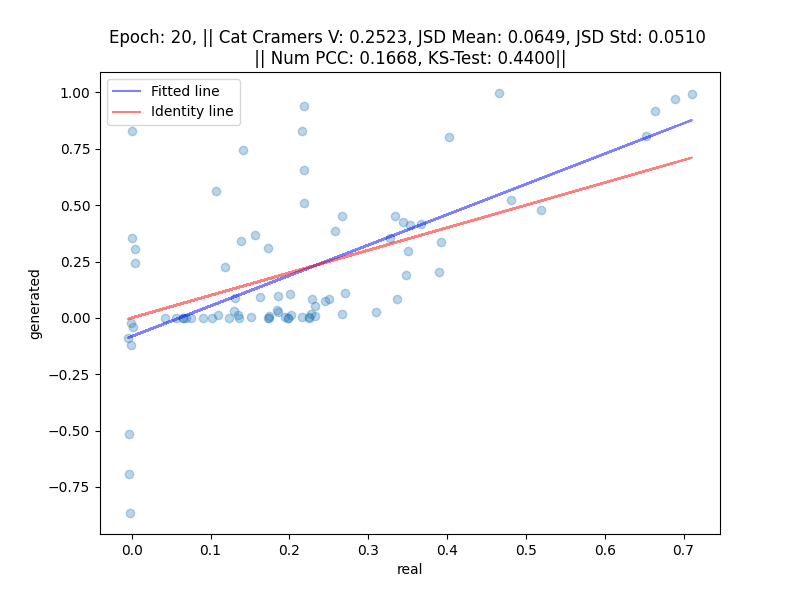 Epoch: 20, || Cat Cramers V: 0.2523, JSD Mean: 0.0649, JSD Std: 0.0510
|| Num PCC: 0.1668, KS-Test: 0.4400||
Fitted line
Identity line
1.00
0.75
0.50
0.25
0.00
−0.25
−0.50
−0.75
generated
0.0 0.1 0.2 0.3 0.4 0.5 0.6 0.7
real